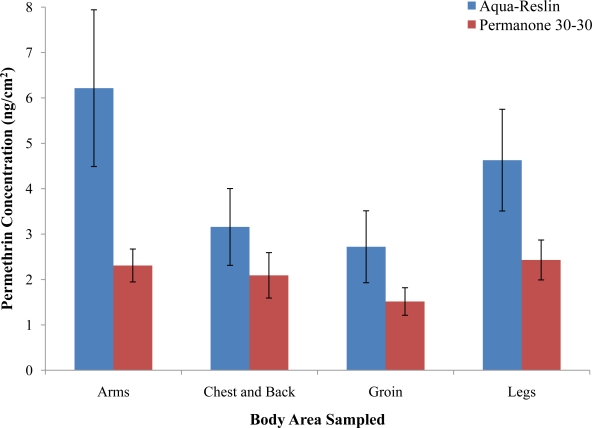 Aqua-Reslin
Permanone 30-30
Permethrin Concentration (ng/cm²)
8
7
6
5
4
3
2
1
0
Arms
Chest and Back
Groin
Legs
Body Area Sampled